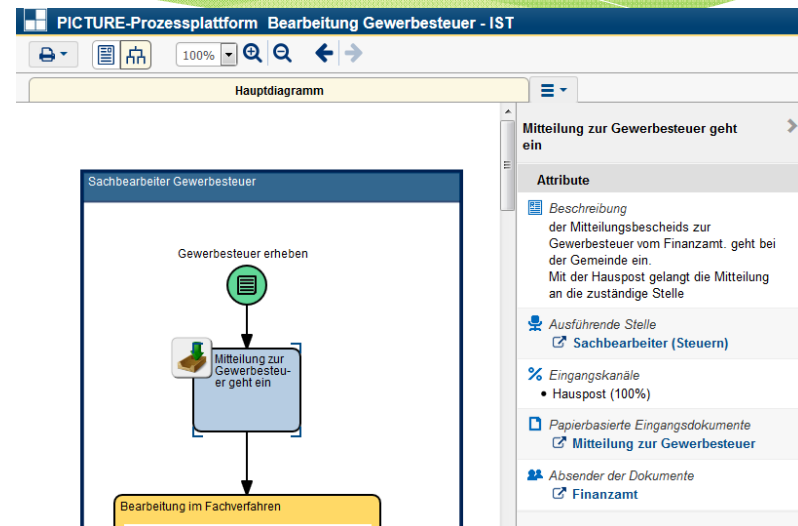 PICTURE-Prozessplattform Bearbeitung Gewerbesteuer - IST
100%
Hauptdiagramm
Sachbearbeiter Gewerbesteuer
Gewerbesteuer erheben
Mitteilung zur
Gewerbesteu-
er geht ein
Bearbeitung im Fachverfahren
Mitteilung zur Gewerbesteuer geht
ein
Attribute
Beschreibung
der Mitteilungsbescheids zur
Gewerbesteuer vom Finanzamt. geht bei
der Gemeinde ein.
Mit der Hauspost gelangt die Mitteilung
an die zuständige Stelle
Ausführende Stelle
Sachbearbeiter (Steuern)
Eingangskanäle
• Hauspost (100%)
Papierbasierte Eingangsdokumente
Mitteilung zur Gewerbesteuer
Absender der Dokumente
Finanzamt